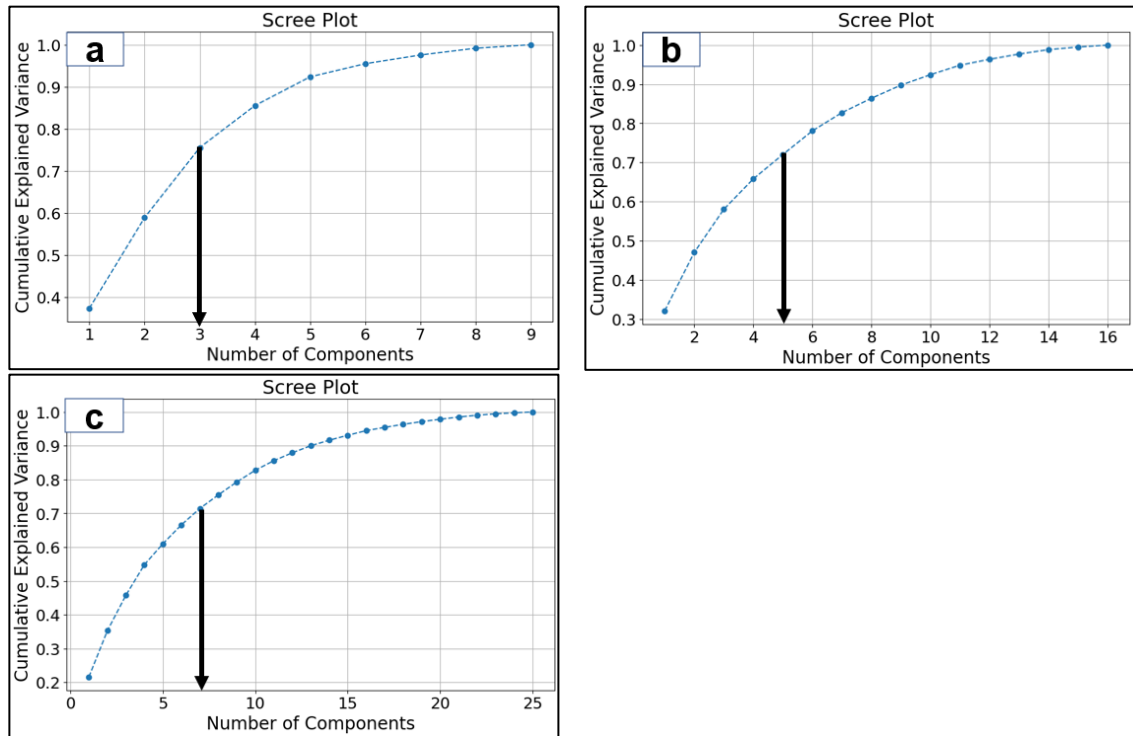 Scree Plot
a
Cumulative Explained Variance
1.0
0.9
0.8
0.7
0.6
0.5
0.4
1 2 3 4 5 6 7 8 9
Number of Components
Scree Plot
b
Cumulative Explained Variance
1.0
0.9
0.8
0.7
0.6
0.5
0.4
0.3
2 4 6 8 10 12 14 16
Number of Components
Scree Plot
c
Cumulative Explained Variance
1.0
0.9
0.8
0.7
0.6
0.5
0.4
0.3
0.2
0 5 10 15 20 25
Number of Components